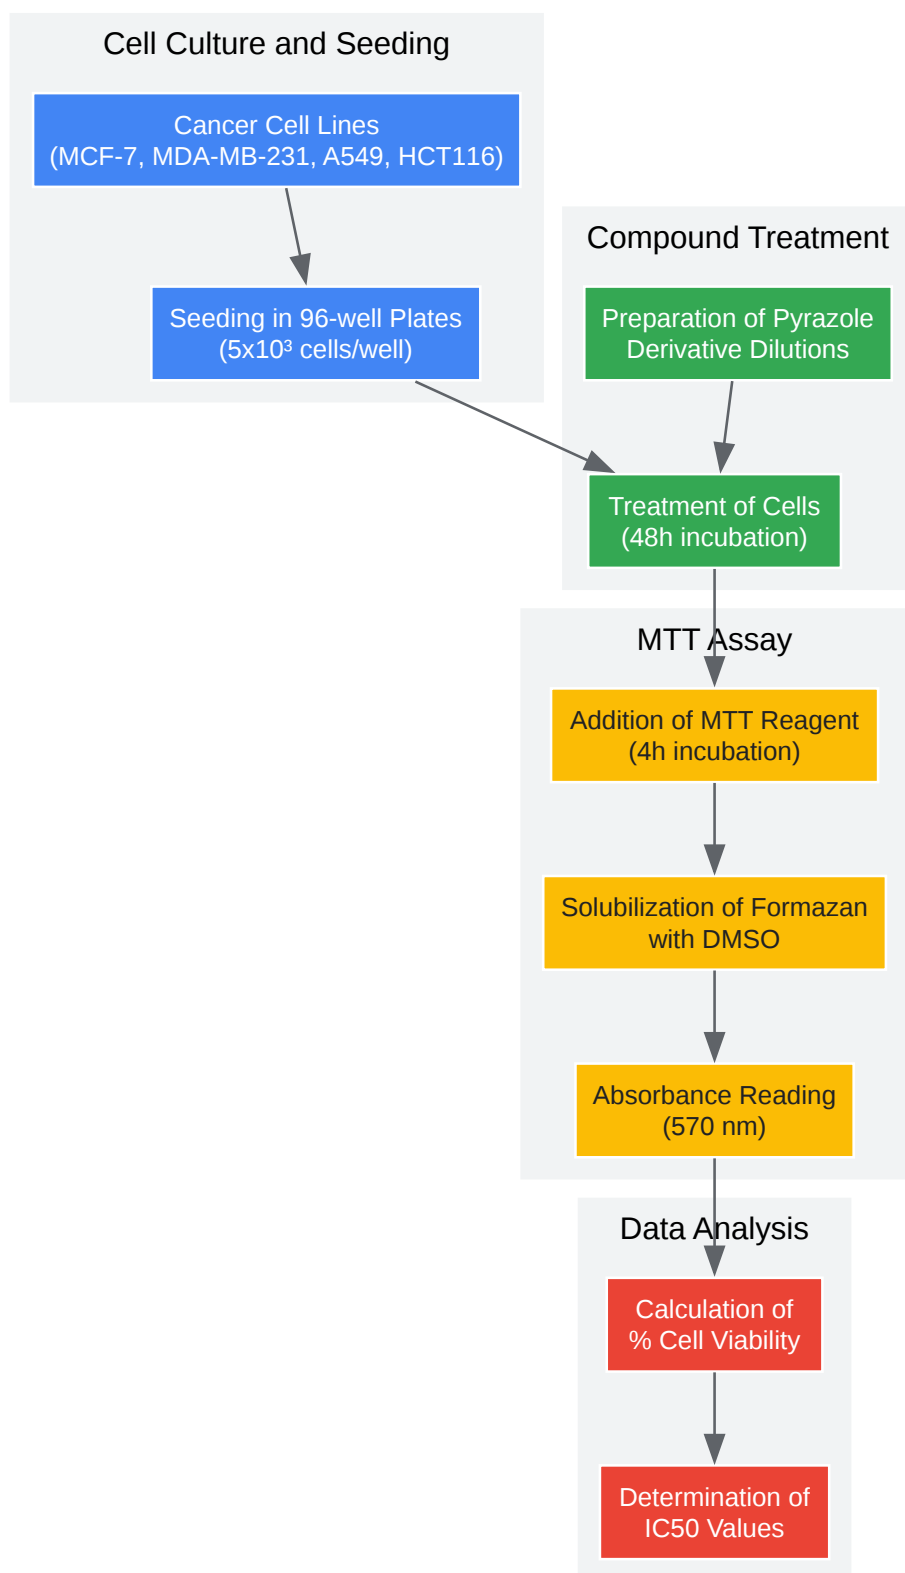 Cell Culture and Seeding
Cancer Cell Lines
(MCF-7, MDA-MB-231, A549, HCT116)
Seeding in 96-well Plates
(5x10³ cells/well)
Compound Treatment
Preparation of Pyrazole
Derivative Dilutions
Treatment of Cells
(48h incubation)
MTT Assay
Addition of MTT Reagent
(4h incubation)
Solubilization of Formazan
with DMSO
Absorbance Reading
(570 nm)
Data Analysis
Calculation of
% Cell Viability
Determination of
IC50 Values